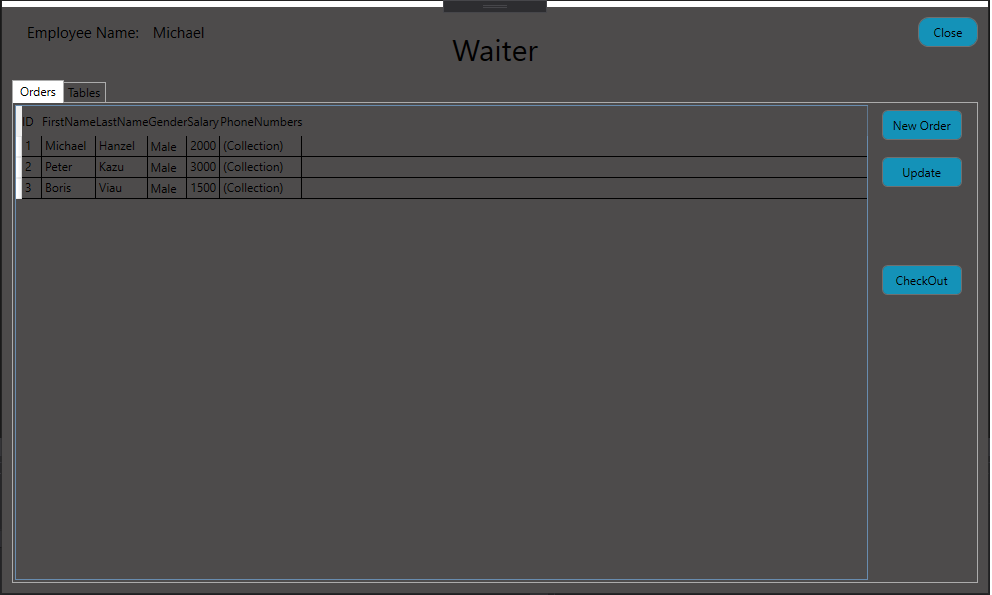 Employee Name: Michael
Close
Waiter
Orders Tables
ID FirstName LastName Gender Salary PhoneNumbers
1 Michael Hanzel Male 2000 (Collection)
2 Peter Kazu Male 3000 (Collection)
3 Boris Viau Male 1500 (Collection)
New Order
Update
CheckOut